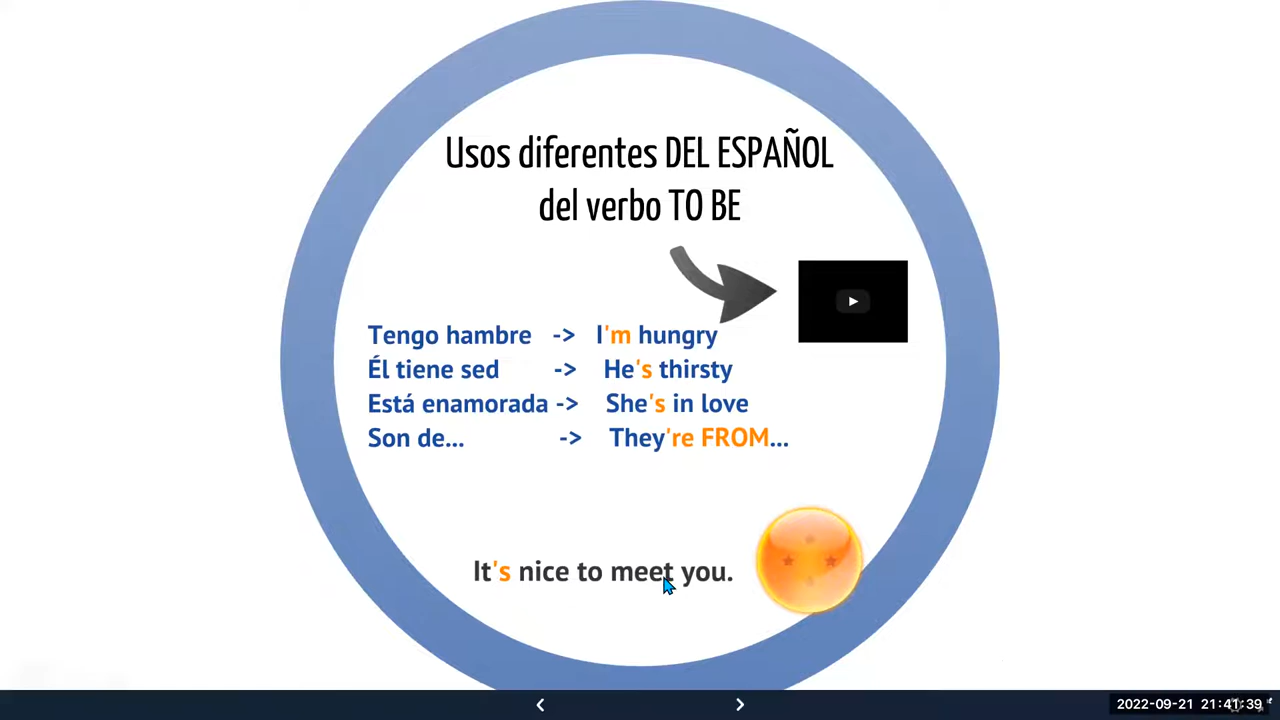 Usos diferentes DEL ESPAÑOL
del verbo TO BE
Tengo hambre -> I'm hungry
Él tiene sed -> He's thirsty
Está enamorada -> She's in love
Son de... -> They're FROM...
It's nice to meet you.
2022-09-21 21:41:39